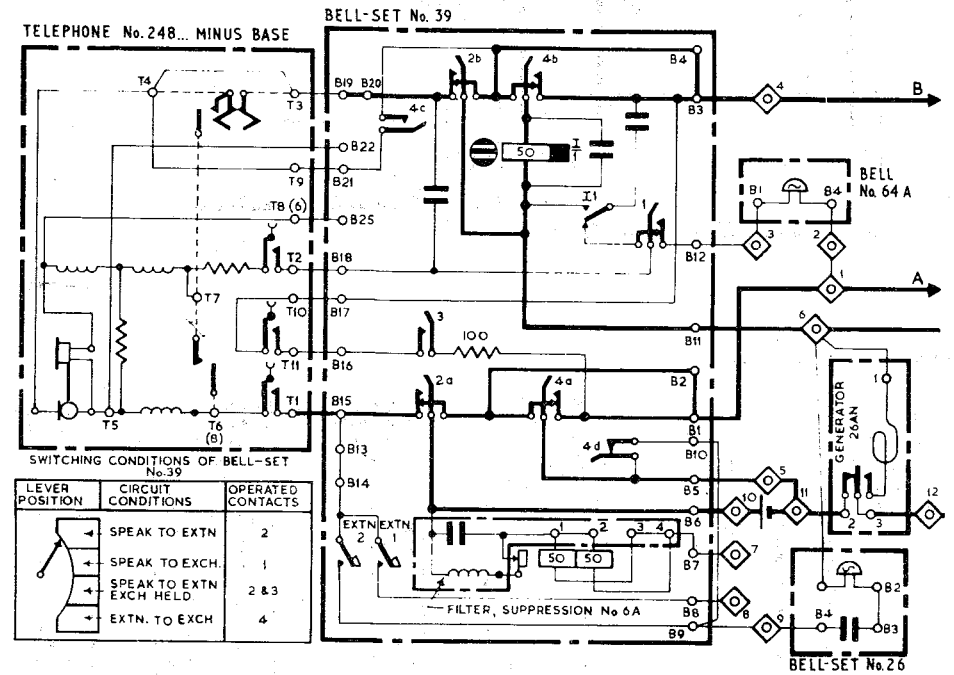 BELL-SET No. 39
TELEPHONE No. 248... MINUS BASE
2b
4b
B4
T4
B19
B20
T3
4c
B3
4
B
B22
50
I
1
T9
B21
BELL
No. 64 A
B1
B4
T8 (6)
B25
I1
1
B12
3
2
T2
B18
1
T7
T10
B17
A
3
100
6
B11
T11
B16
1
2a
4a
B2
T1
B15
B1
GENERATOR
26AN
T5
T6
(8)
B13
4d
B10
SWITCHING CONDITIONS OF BELL-SET
No.39
B14
B5
5
LEVER
POSITION
CIRCUIT
CONDITIONS
OPERATED
CONTACTS
B6
10
11
2
3
12
EXTN
2
EXTN.
1
SPEAK TO EXTN
2
1
2
3
4
SPEAK TO EXCH.
1
50
50
B7
7
SPEAK TO EXTN
EXCH HELD
2 & 3
B2
FILTER, SUPPRESSION No 6A
B8
8
EXTN. TO EXCH
4
B9
9
B4
B3
BELL-SET No. 26